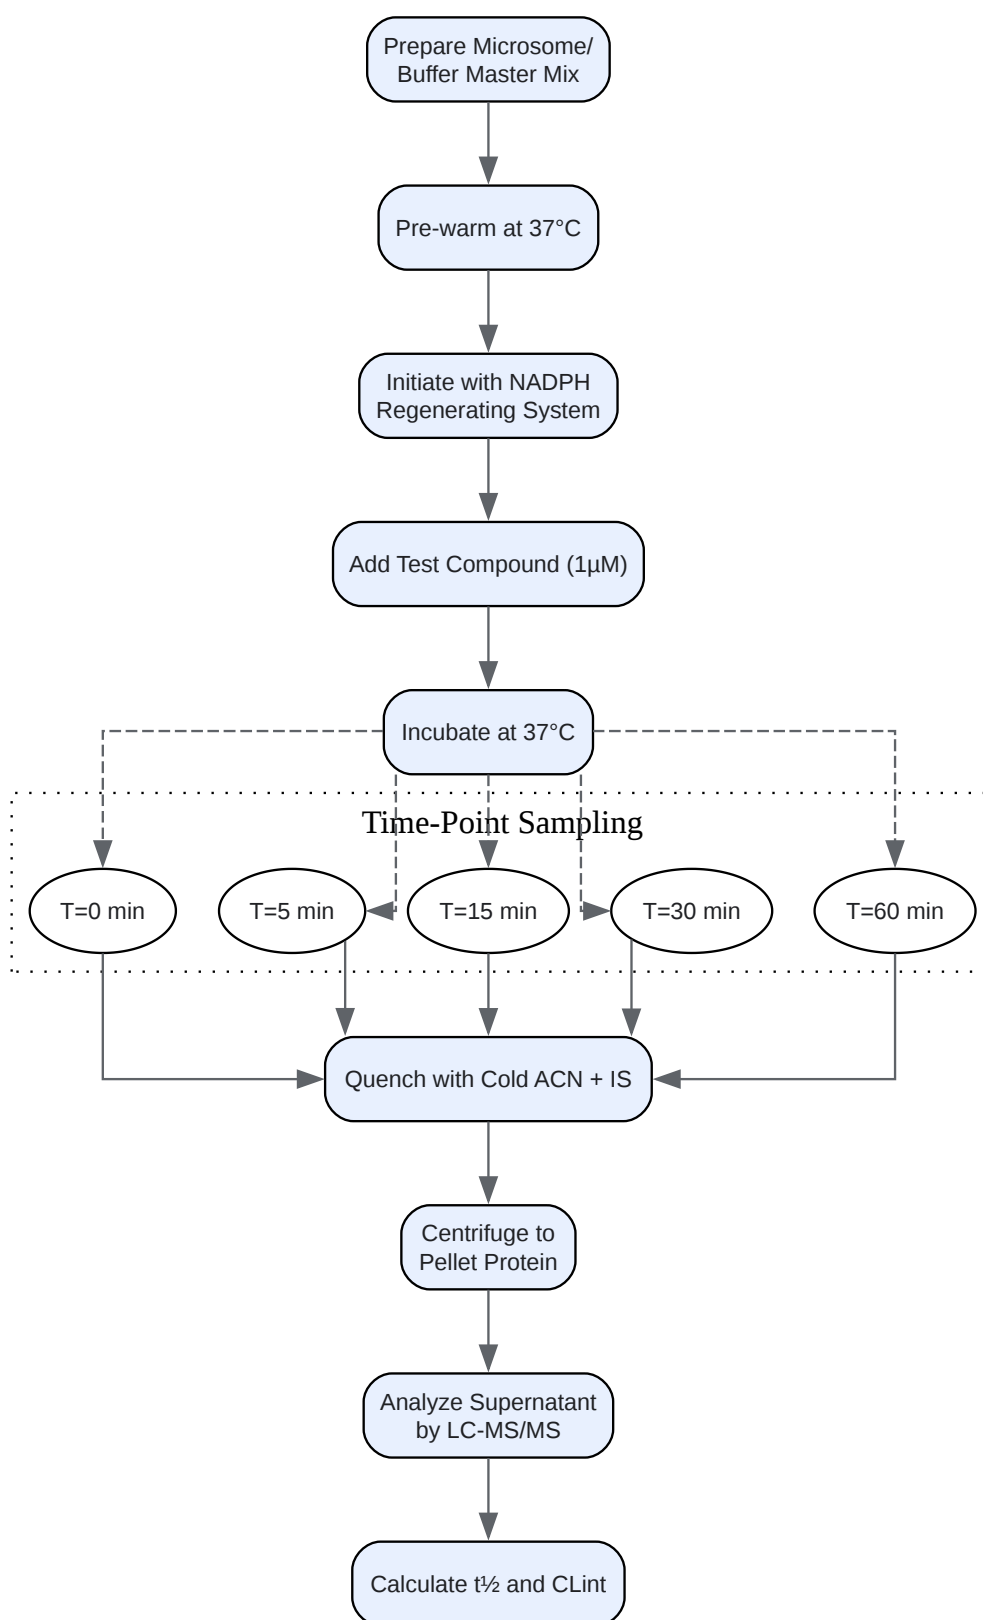 Prepare Microsome/
Buffer Master Mix
Pre-warm at 37°C
Initiate with NADPH
Regenerating System
Add Test Compound (1µM)
Incubate at 37°C
Time-Point Sampling
T=0 min
T=5 min
T=15 min
T=30 min
T=60 min
Quench with Cold ACN + IS
Centrifuge to
Pellet Protein
Analyze Supernatant
by LC-MS/MS
Calculate t½ and CLint